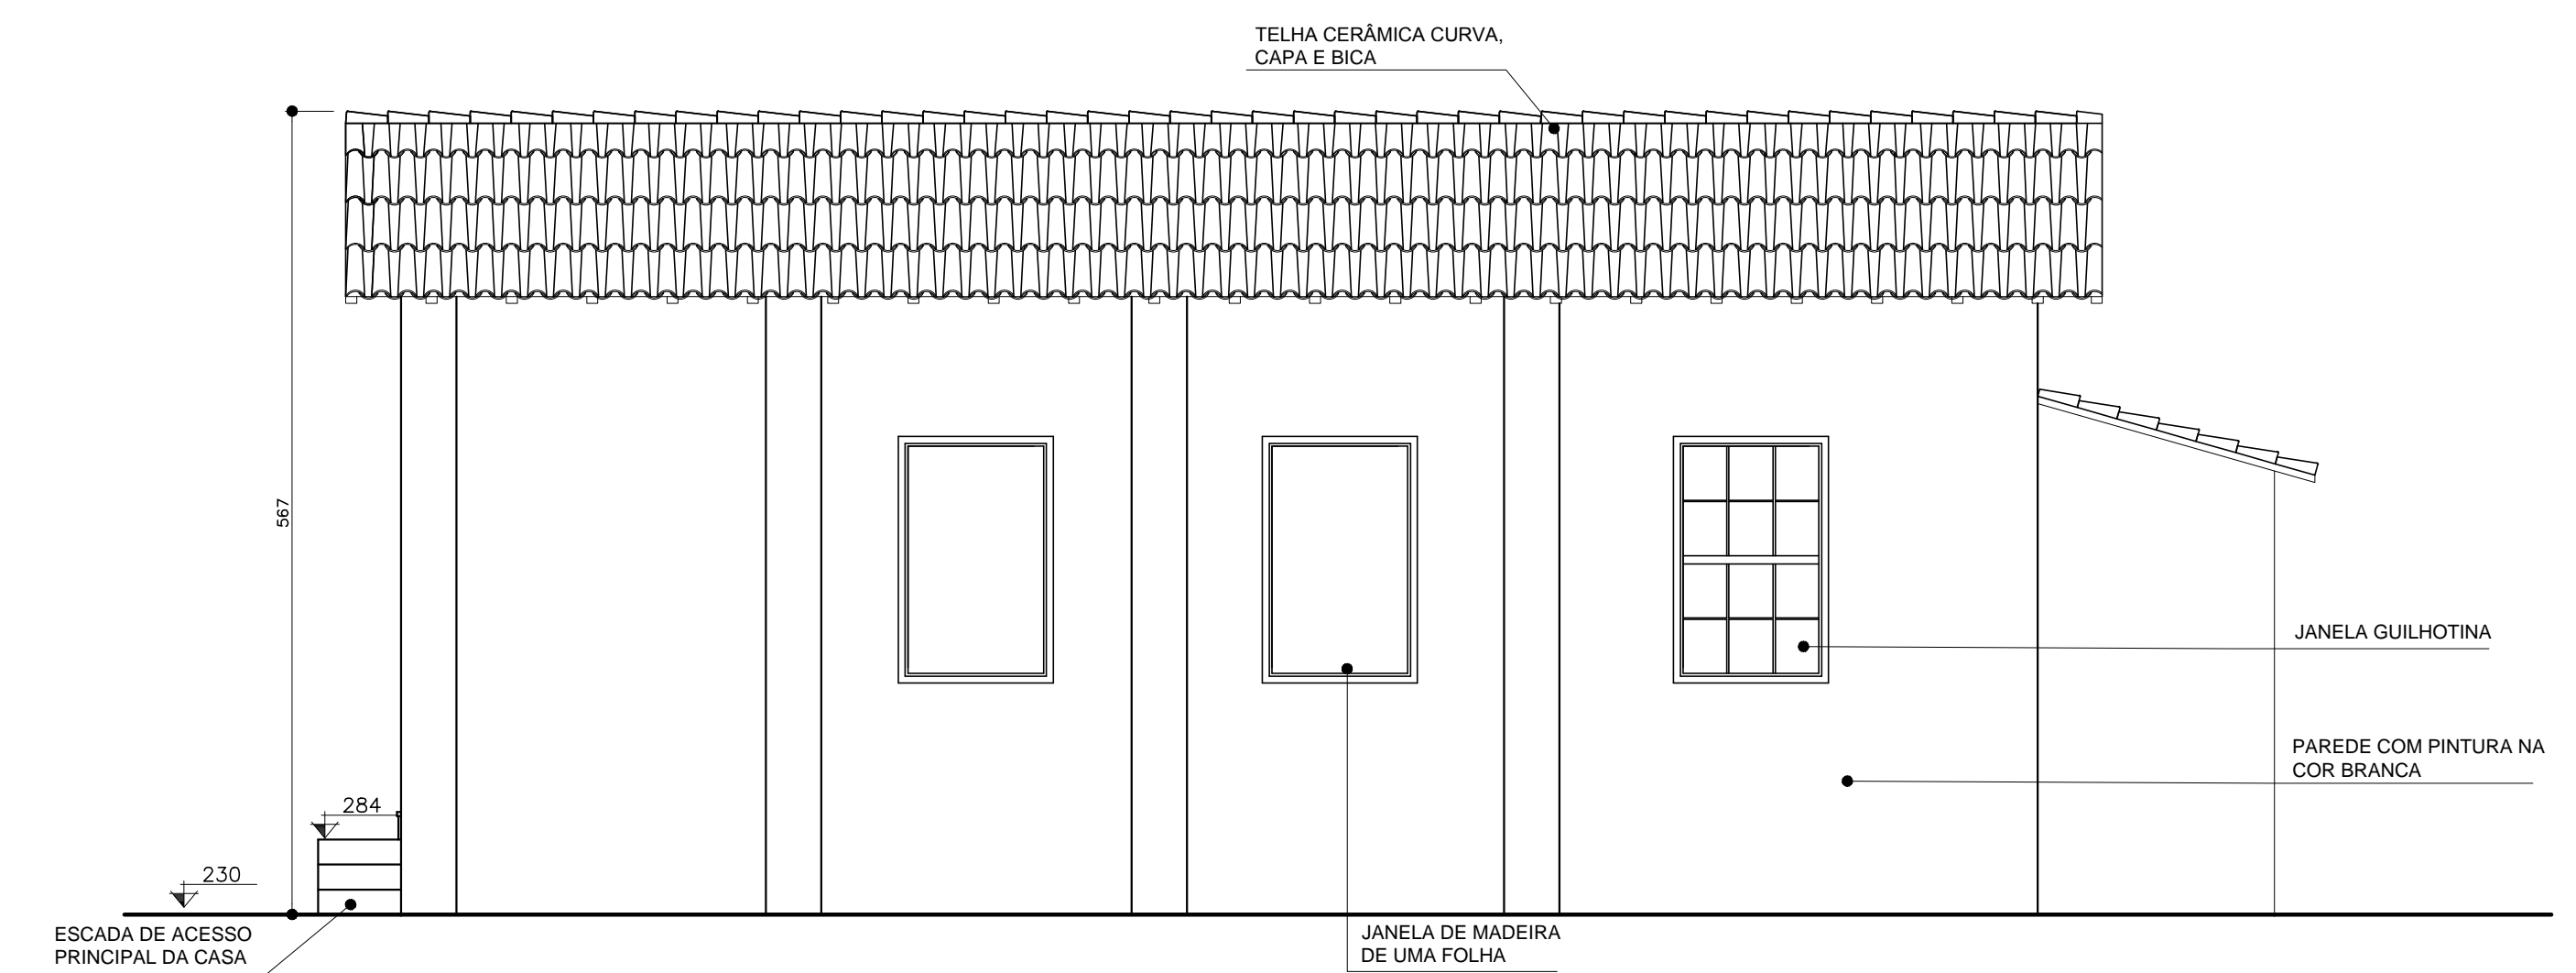 TELHA CERÂMICA CURVA,
CAPA E BICA
567
JANELA GUILHOTINA
PAREDE COM PINTURA NA
COR BRANCA
284
230
ESCADA DE ACESSO
PRINCIPAL DA CASA
JANELA DE MADEIRA
DE UMA FOLHA